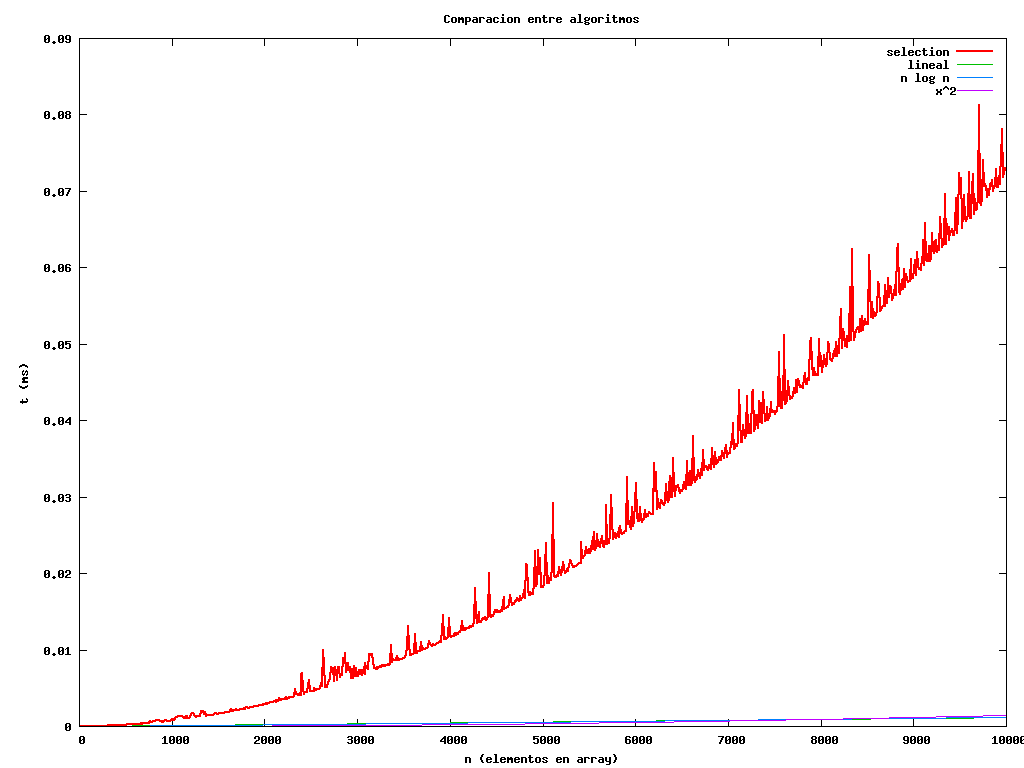 Comparacion entre algoritmos
0.09
selection
lineal
n log n
x^2
0.08
0.07
0.06
0.05
t (ms)
0.04
0.03
0.02
0.01
0
0 1000 2000 3000 4000 5000 6000 7000 8000 9000 10000
n (elementos en array)